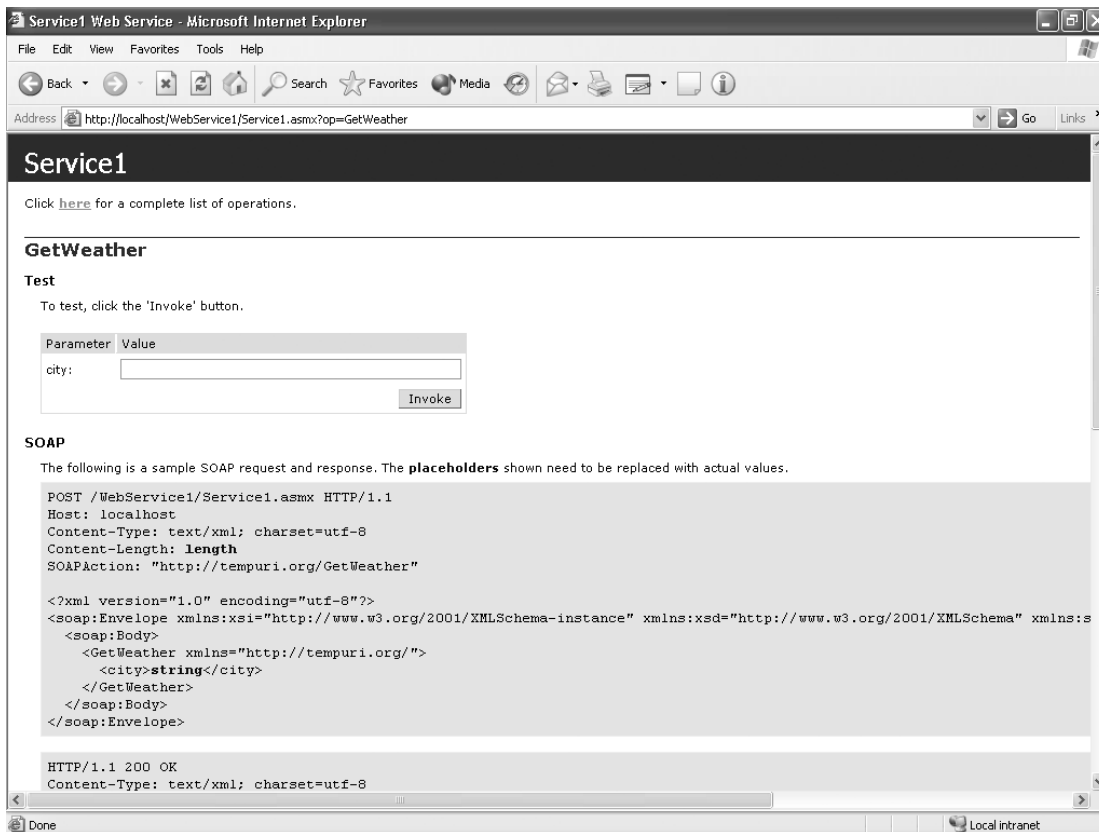 Service1 Web Service - Microsoft Internet Explorer
File Edit View Favorites Tools Help
Back Search Favorites Media
Address http://localhost/WebService1/Service1.asmx?op=GetWeather Go Links
Service1
Click here for a complete list of operations.
GetWeather
Test
To test, click the 'Invoke' button.
Parameter Value
city:
Invoke
SOAP
The following is a sample SOAP request and response. The placeholders shown need to be replaced with actual values.
POST /WebService1/Service1.asmx HTTP/1.1
Host: localhost
Content-Type: text/xml; charset=utf-8
Content-Length: length
SOAPAction: "http://tempuri.org/GetWeather"
<?xml version="1.0" encoding="utf-8"?>
<soap:Envelope xmlns:xsi="http://www.w3.org/2001/XMLSchema-instance" xmlns:xsd="http://www.w3.org/2001/XMLSchema" xmlns:s
<soap:Body>
<GetWeather xmlns="http://tempuri.org/">
<city>string</city>
</GetWeather>
</soap:Body>
</soap:Envelope>
HTTP/1.1 200 OK
Content-Type: text/xml; charset=utf-8
Done Local intranet